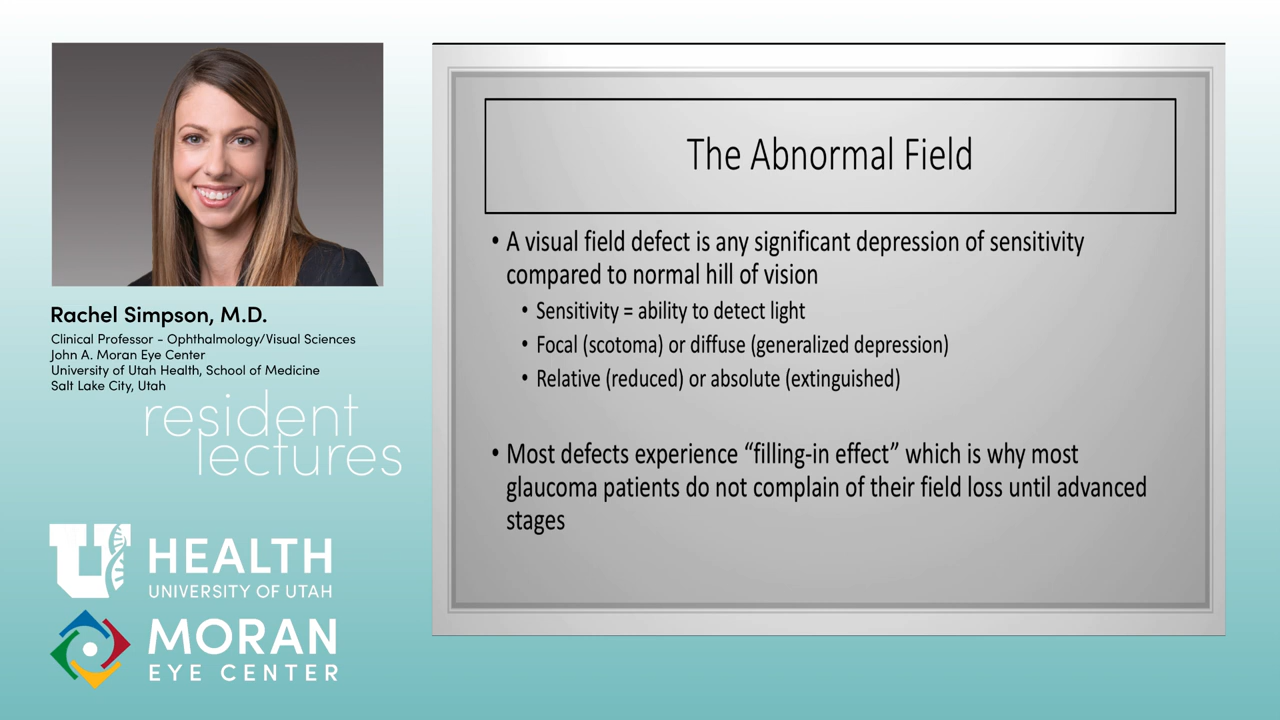 Rachel Simpson, M.D.
Clinical Professor - Ophthalmology/Visual Sciences
John A. Moran Eye Center
University of Utah Health, School of Medicine
Salt Lake City, Utah
resident
lectures
U HEALTH
UNIVERSITY OF UTAH
MORAN
EYE CENTER
The Abnormal Field
• A visual field defect is any significant depression of sensitivity
compared to normal hill of vision
• Sensitivity = ability to detect light
• Focal (scotoma) or diffuse (generalized depression)
• Relative (reduced) or absolute (extinguished)
• Most defects experience “filling-in effect” which is why most
glaucoma patients do not complain of their field loss until advanced
stages